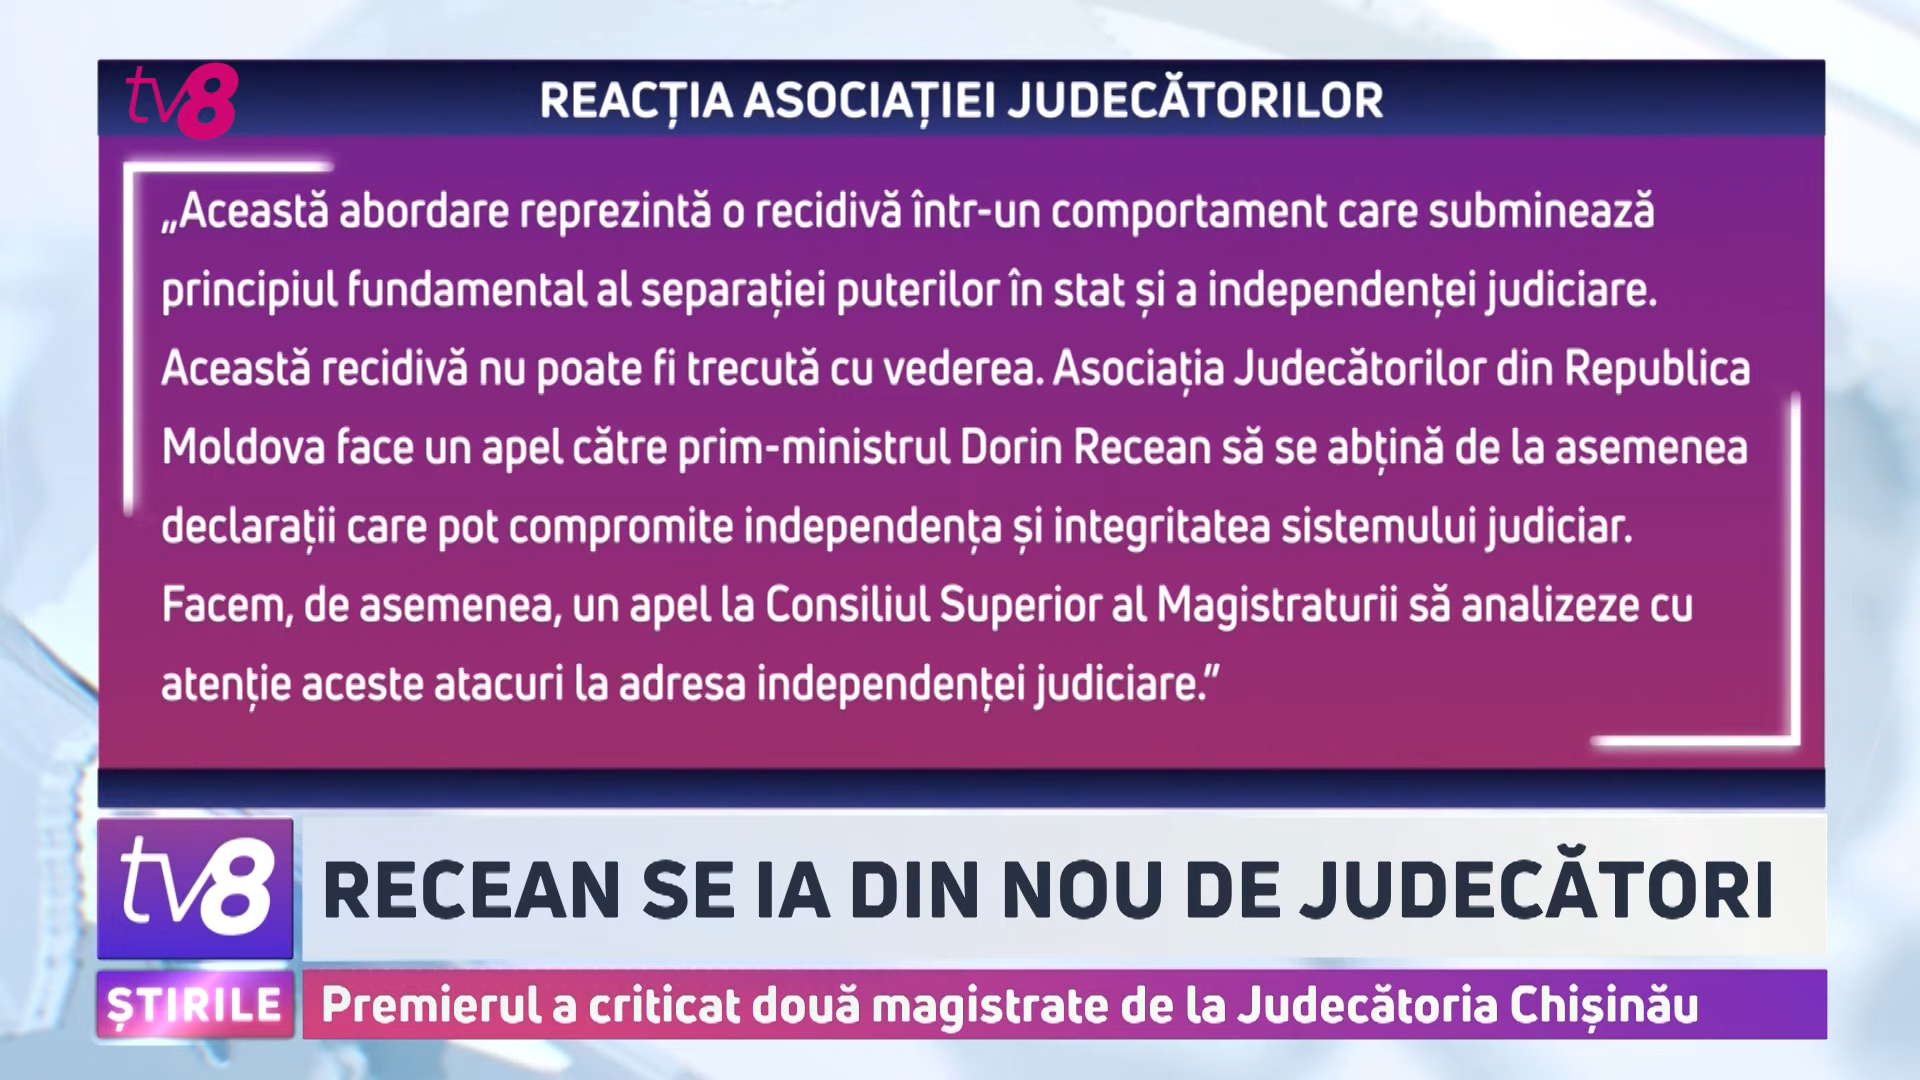 tv8
REACȚIA ASOCIAȚIEI JUDECĂTORILOR
„Această abordare reprezintă o recidivă într-un comportament care subminează
principiul fundamental al separației puterilor în stat și a independenței judiciare.
Această recidivă nu poate fi trecută cu vederea. Asociația Judecătorilor din Republica
Moldova face un apel către prim-ministrul Dorin Recean să se abțină de la asemenea
declarații care pot compromite independența și integritatea sistemului judiciar.
Facem, de asemenea, un apel la Consiliul Superior al Magistraturii să analizeze cu
atenție aceste atacuri la adresa independenței judiciare.”
tv8
RECEAN SE IA DIN NOU DE JUDECĂTORI
ȘTIRILE
Premierul a criticat două magistrate de la Judecătoria Chișinău